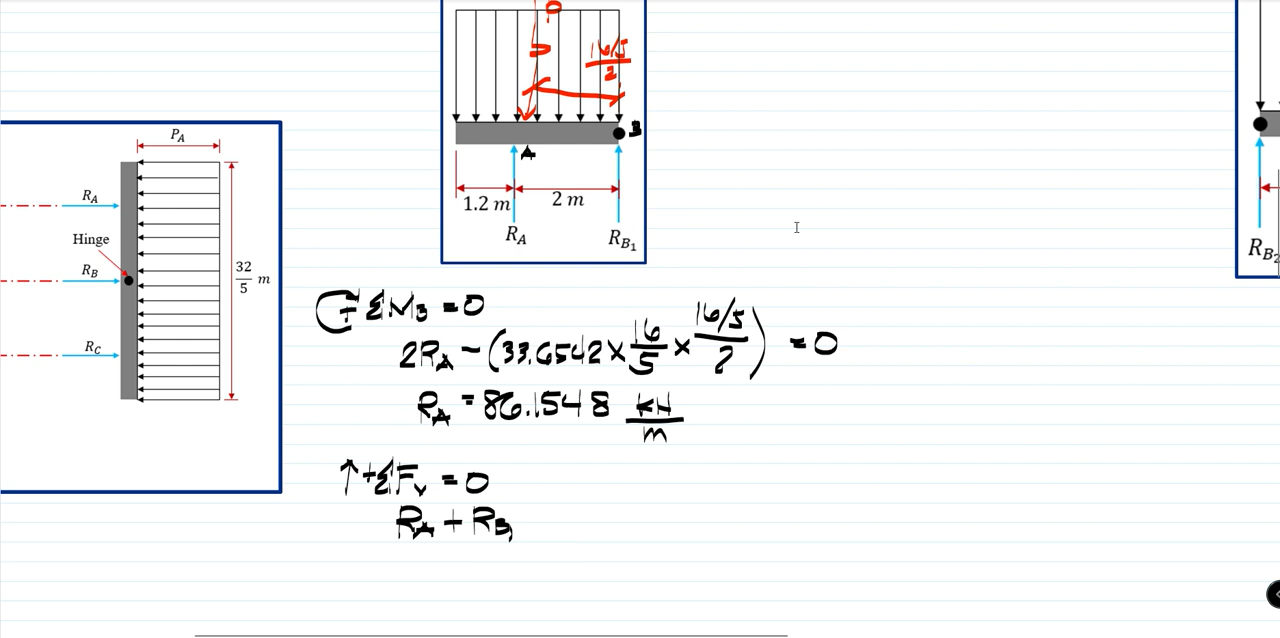 P_A
R_A
Hinge
R_B
R_C
32/5 m
16/5
2
A
B
1.2 m
2 m
R_A
R_B₁
R_B₂
↻+ ΣM_B = 0
2R_A - (33.6542 × 16/5 × (16/5)/2) = 0
R_A = 86.1548 kN/m
↑+ΣF_v = 0
R_A + R_B₁